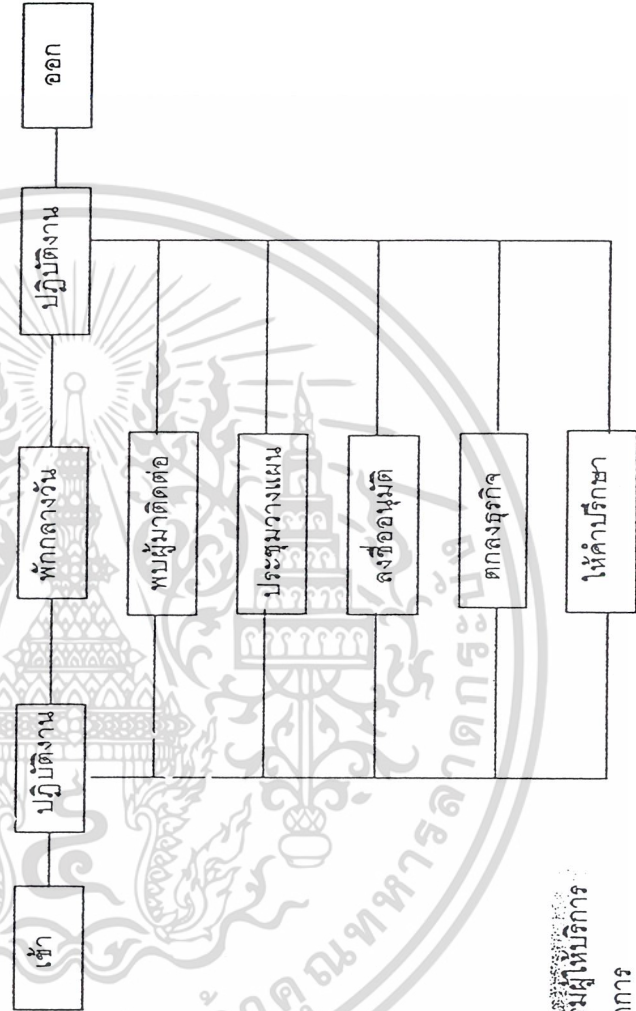 เข้า
ปฏิบัติงาน
พักกลางวัน
ปฏิบัติงาน
ออก
พบผู้มาติดต่อ
ประชุมวางแผน
ลงชื่ออนุมัติ
ตกลงธุรกิจ
ให้คำปรึกษา